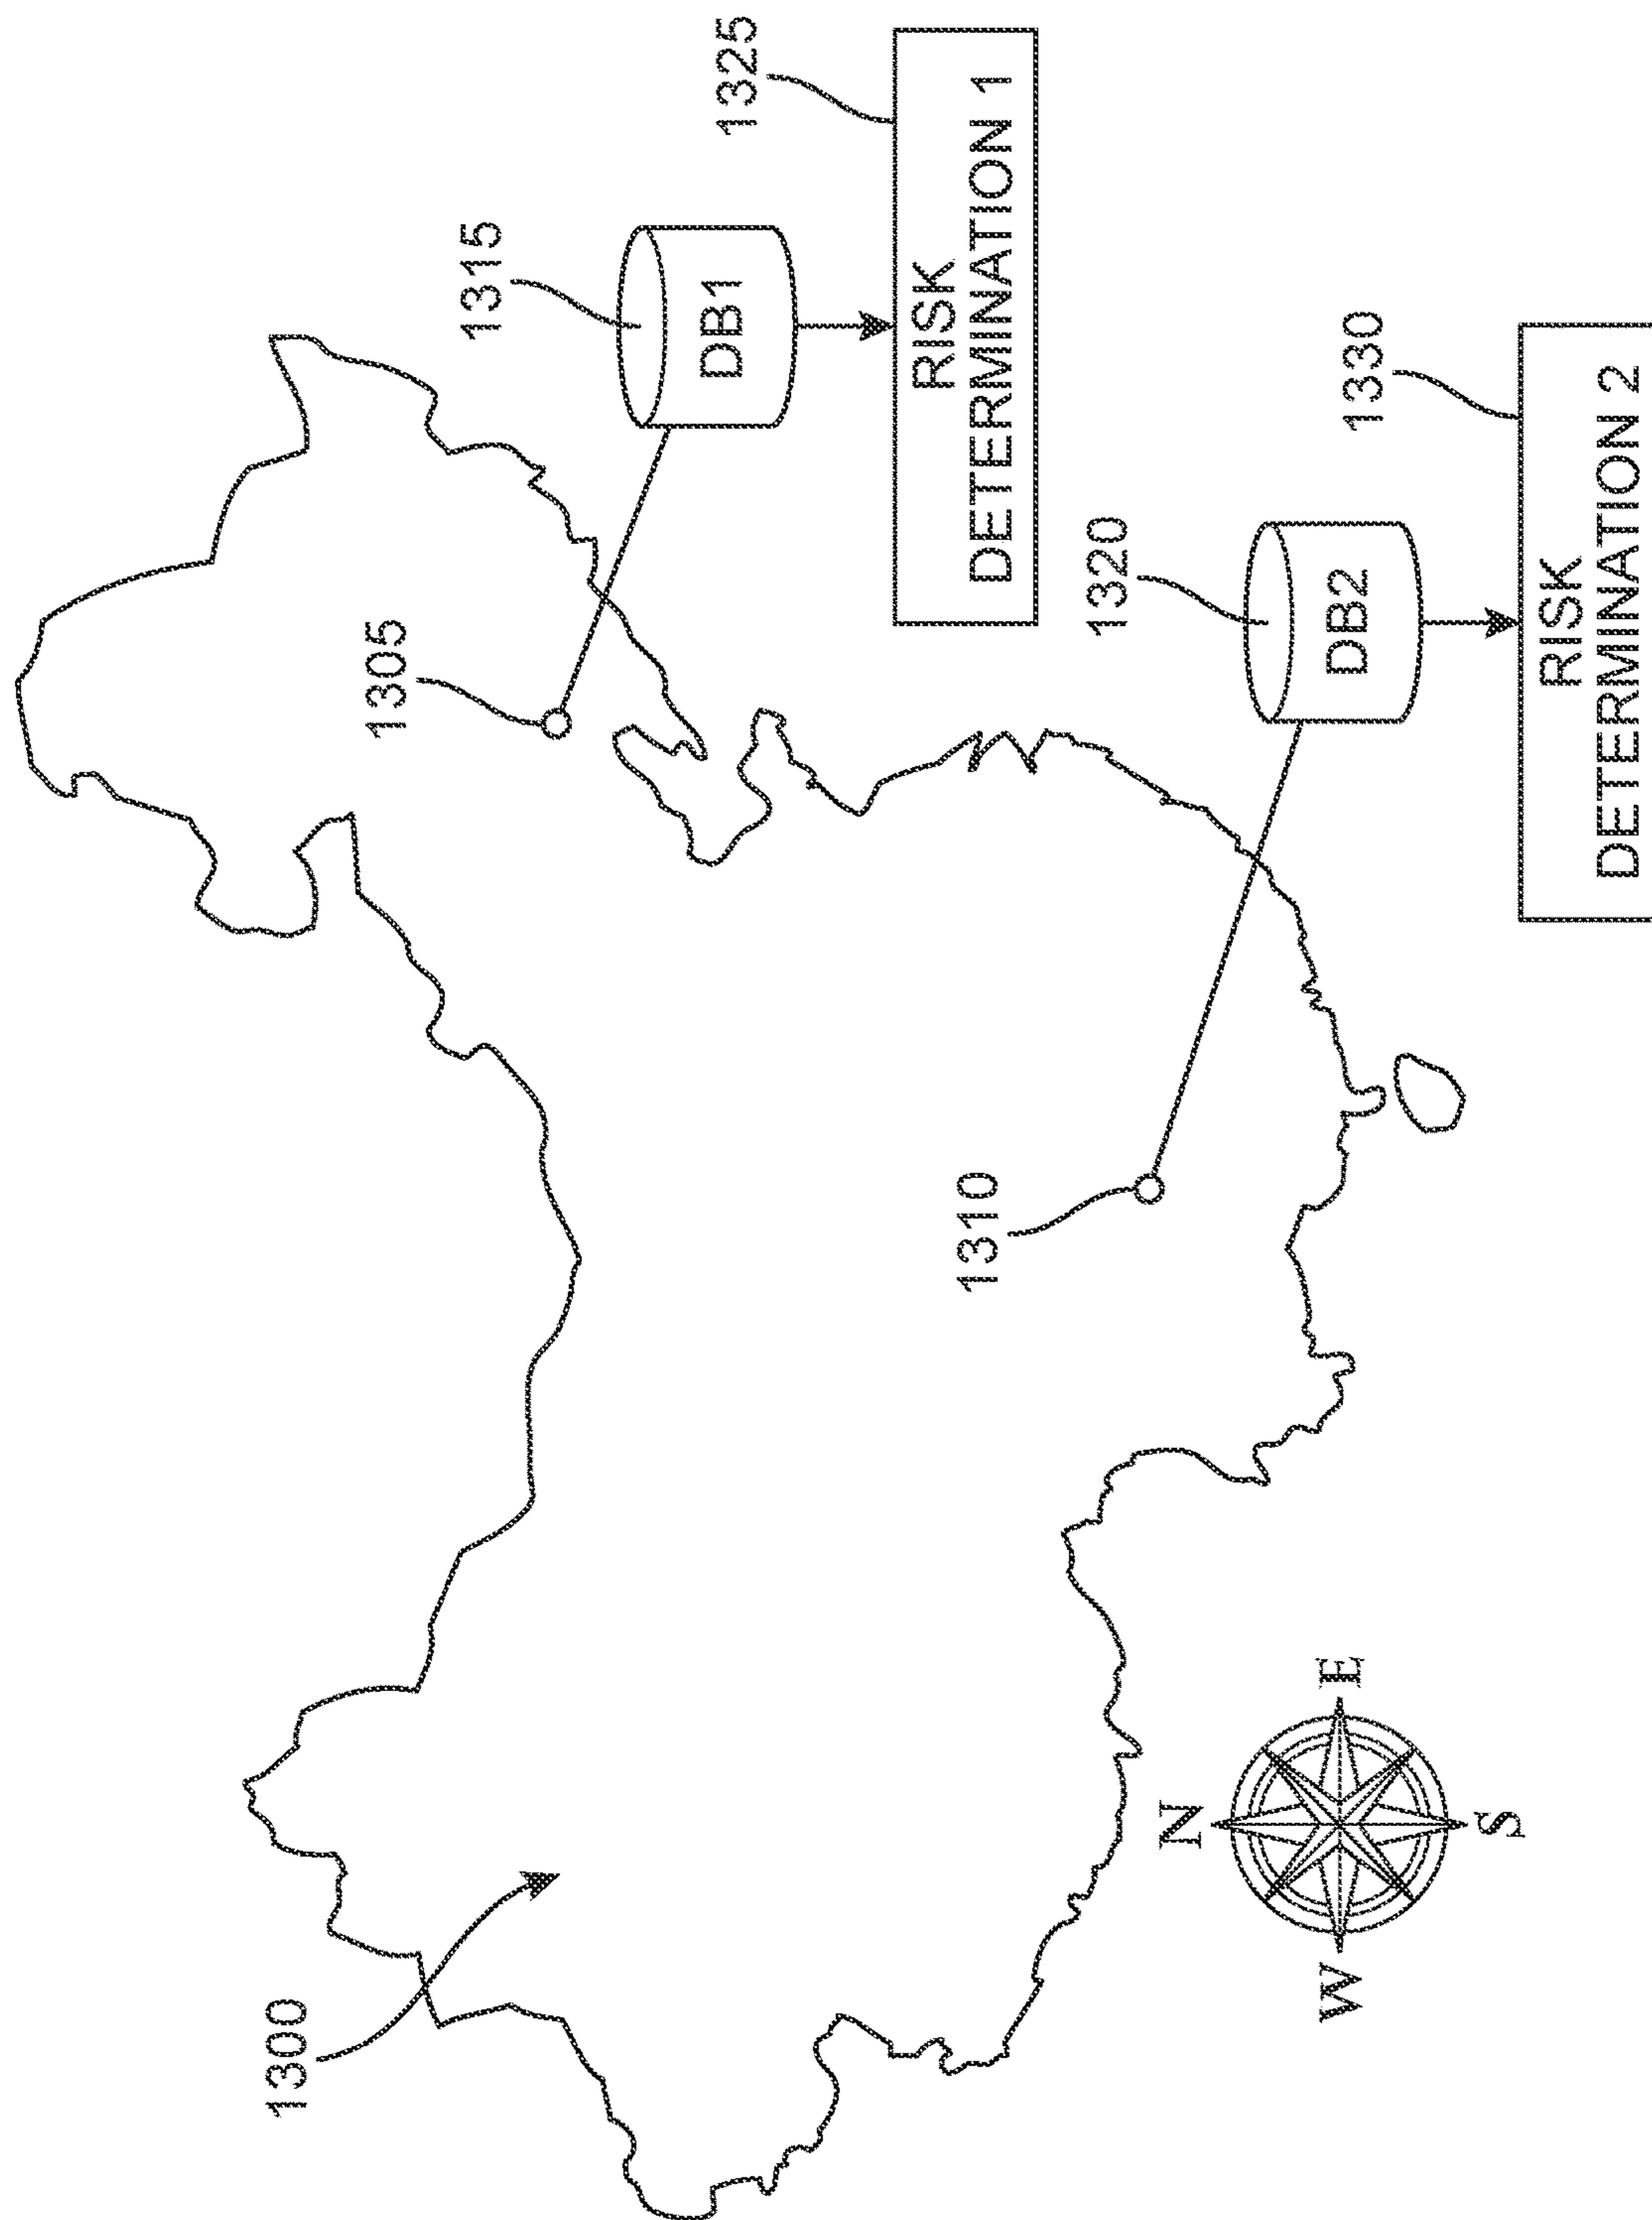 1300
1305
1315
DB1
1325
RISK
DETERMINATION 1
1310
1320
DB2
1330
RISK
DETERMINATION 2
N
W
E
S